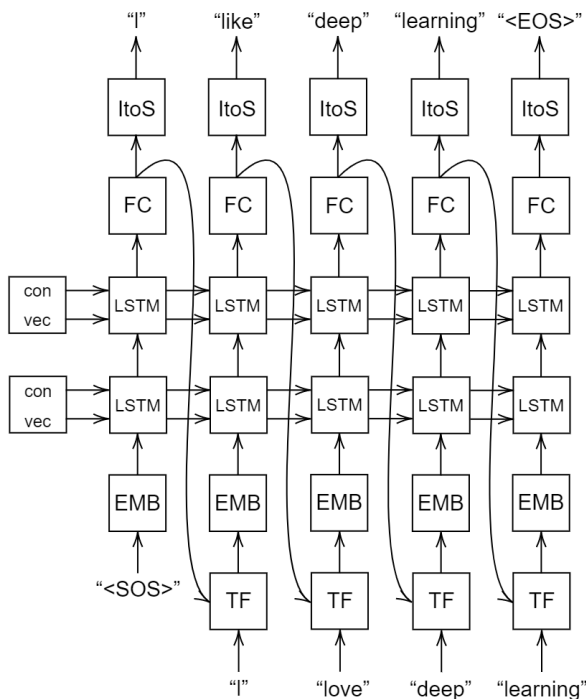 “I” “like” “deep” “learning” “<EOS>”
ItoS ItoS ItoS ItoS ItoS
FC FC FC FC FC
con
vec
LSTM LSTM LSTM LSTM LSTM
con
vec
LSTM LSTM LSTM LSTM LSTM
EMB EMB EMB EMB EMB
“<SOS>”
TF TF TF TF
“I” “love” “deep” “learning”